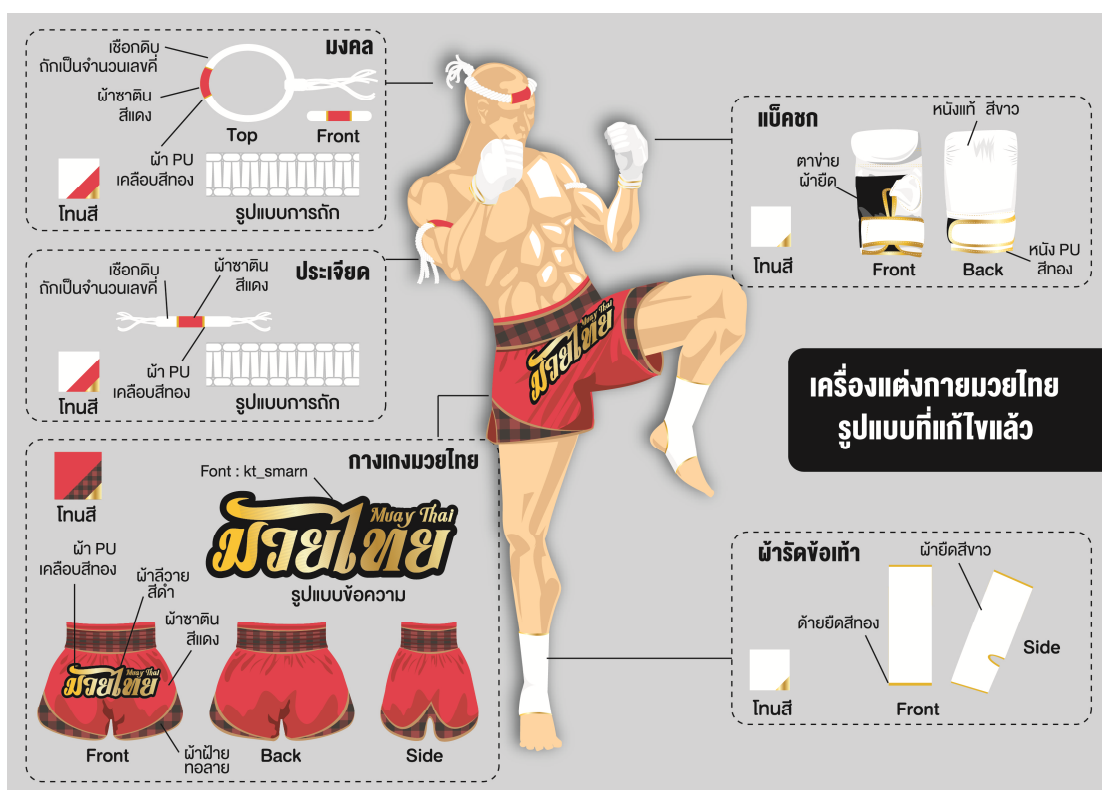 มงคล
เชือกดิบ
ถักเป็นจำนวนเลขคี่
ผ้าซาติน
สีแดง
ผ้า PU
เคลือบสีทอง
Top
Front
โทนสี
รูปแบบการถัก
ประเจียด
เชือกดิบ
ถักเป็นจำนวนเลขคี่
ผ้าซาติน
สีแดง
ผ้า PU
เคลือบสีทอง
โทนสี
รูปแบบการถัก
กางเกงมวยไทย
Font : kt_smarn
โทนสี
Muay Thai
มวยไทย
รูปแบบข้อความ
ผ้า PU
เคลือบสีทอง
ผ้าลีวาย
สีดำ
ผ้าซาติน
สีแดง
Muay Thai
มวยไทย
ผ้าฝ้าย
ทอลาย
Front
Back
Side
Muay Thai
มวยไทย
แบ็คชก
หนังแท้ สีขาว
ตาข่าย
ผ้ายืด
โทนสี
Front
Back
หนัง PU
สีทอง
เครื่องแต่งกายมวยไทย
รูปแบบที่แก้ไขแล้ว
ผ้ารัดข้อเท้า
ผ้ายืดสีขาว
ด้ายยืดสีทอง
Side
โทนสี
Front